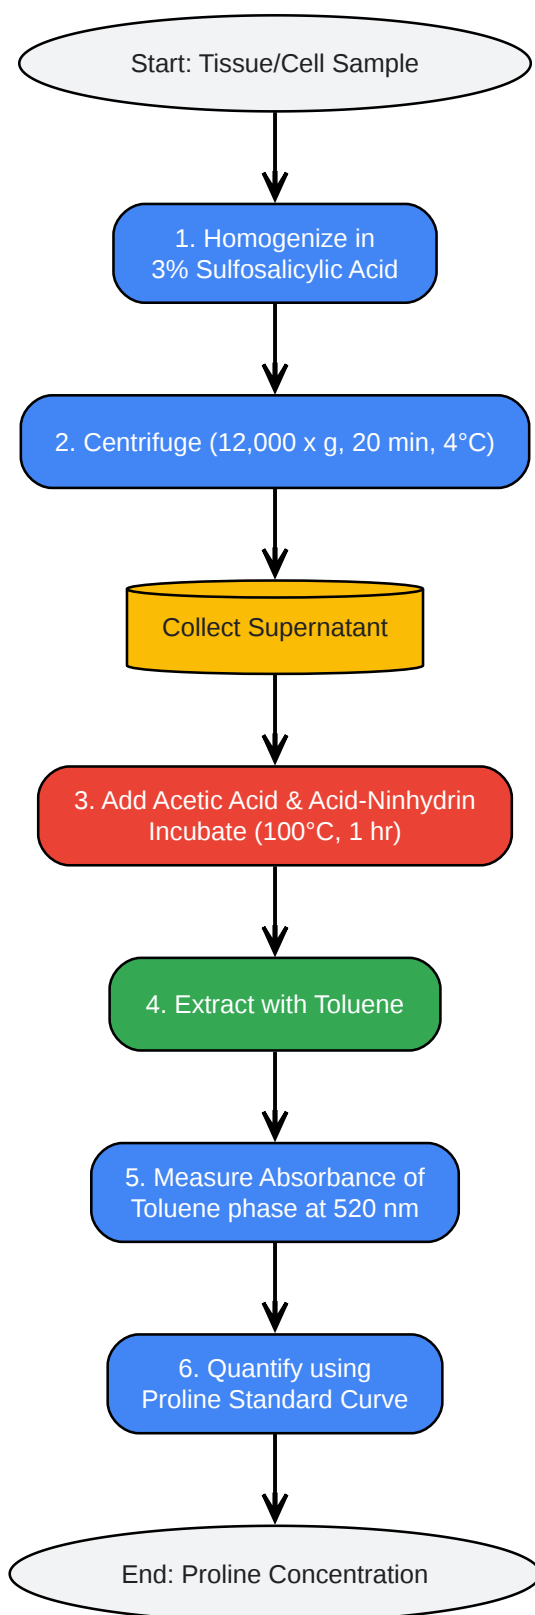 Start: Tissue/Cell Sample
1. Homogenize in
3% Sulfosalicylic Acid
2. Centrifuge (12,000 x g, 20 min, 4°C)
Collect Supernatant
3. Add Acetic Acid & Acid-Ninhydrin
Incubate (100°C, 1 hr)
4. Extract with Toluene
5. Measure Absorbance of
Toluene phase at 520 nm
6. Quantify using
Proline Standard Curve
End: Proline Concentration